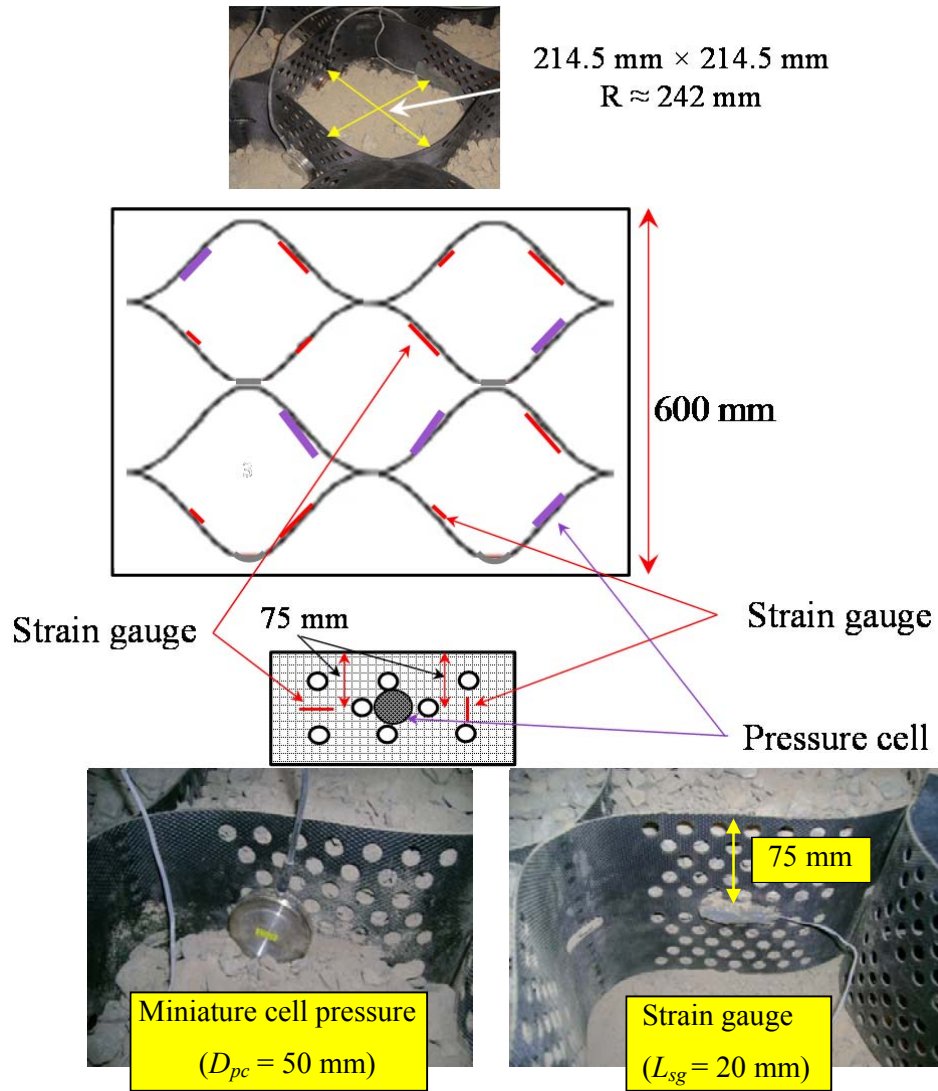 214.5 mm × 214.5 mm
R ≈ 242 mm
600 mm
3
Strain gauge
75 mm
Strain gauge
Pressure cell
75 mm
Miniature cell pressure
(Dpc = 50 mm)
Strain gauge
(Lsg = 20 mm)